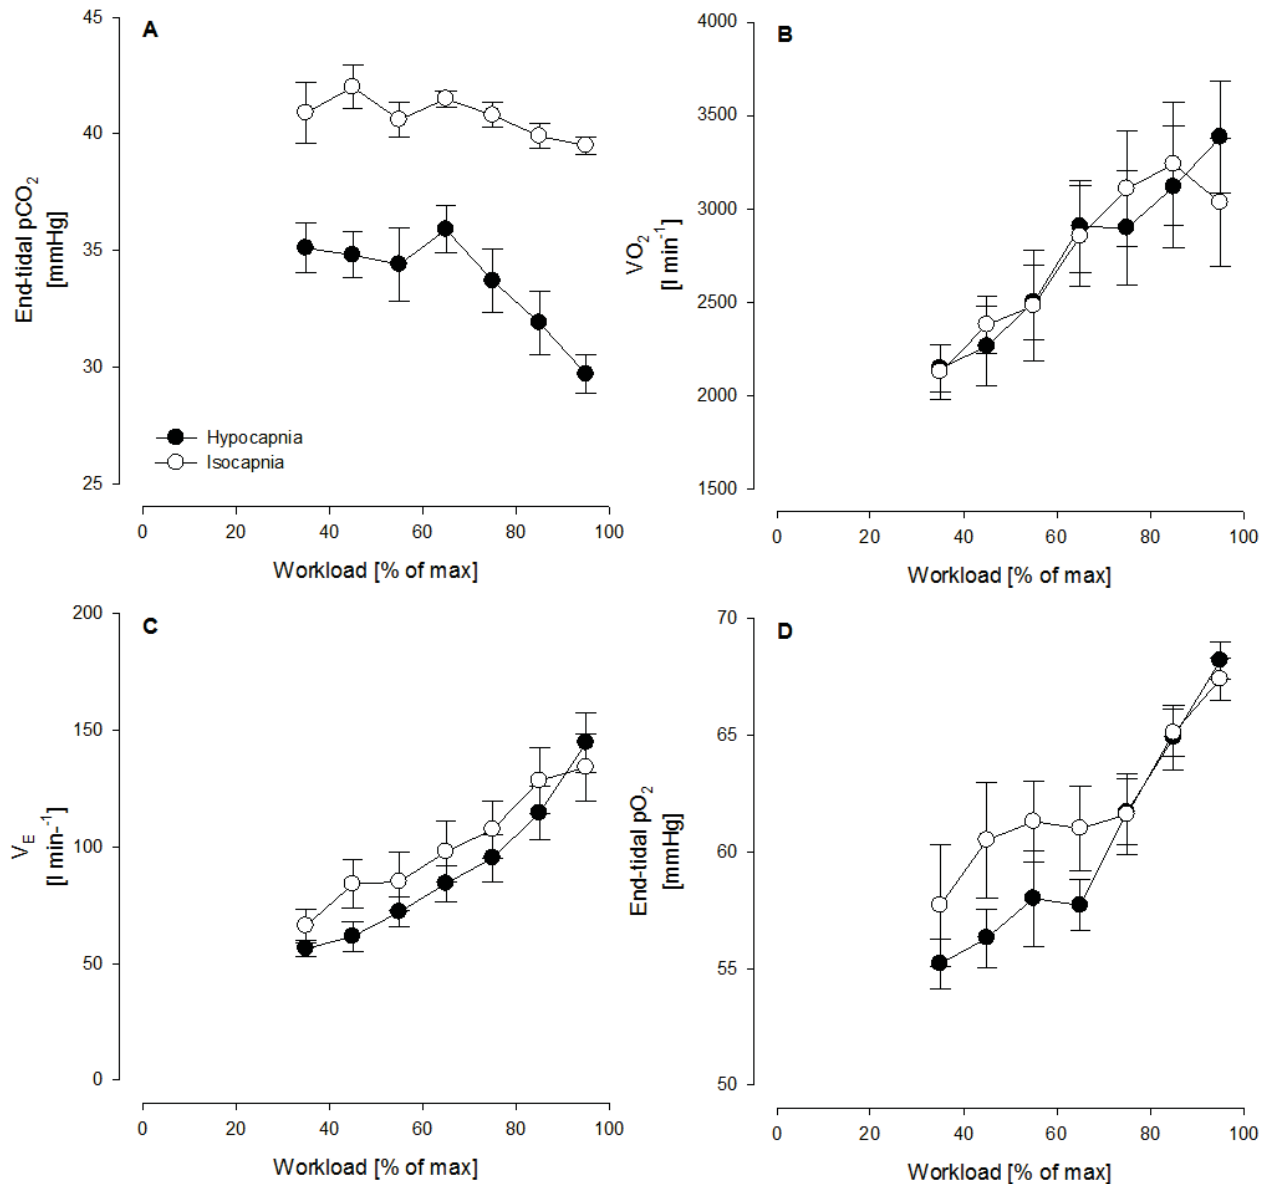 A
45
40
35
30
25
End-tidal pCO₂
[mmHg]
Hypocapnia
Isocapnia
0 20 40 60 80 100
Workload [% of max]
B
4000
3500
3000
2500
2000
1500
VO₂
[l min⁻¹]
0 20 40 60 80 100
Workload [% of max]
C
200
150
100
50
0
V_E
[l min-⁻¹]
0 20 40 60 80 100
Workload [% of max]
D
70
65
60
55
50
End-tidal pO₂
[mmHg]
0 20 40 60 80 100
Workload [% of max]